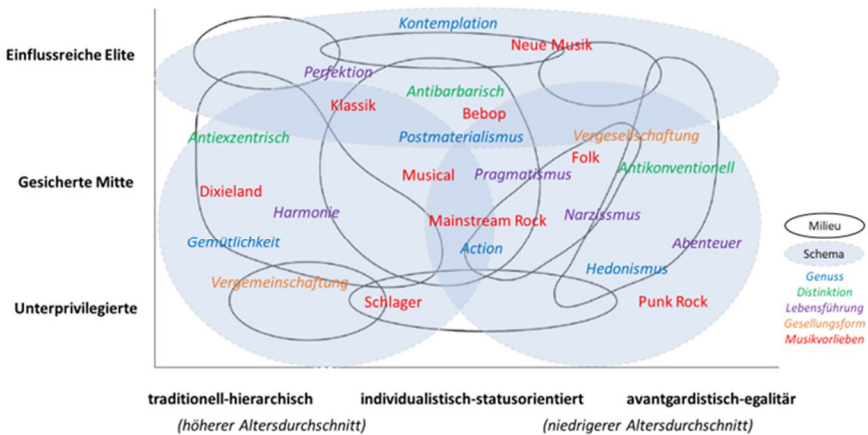 Kontemplation
Einflussreiche Elite
Neue Musik
Perfektion
Antibarbarisch
Klassik
Bebop
Antiexzentrisch
Postmaterialismus
Vergesellschaftung
Folk
Antikonventionell
Gesicherte Mitte
Musical
Pragmatismus
Dixieland
Harmonie
Mainstream Rock
Narzissmus
Milieu
Gemütlichkeit
Action
Abenteuer
Schema
Hedonismus
Genuss
Vergemeinschaftung
Distinktion
Unterprivilegierte
Schlager
Punk Rock
Lebensführung
Gesellungsform
Musikvorlieben
traditionell-hierarchisch
individualistisch-statusorientiert
avantgardistisch-egalitär
(höherer Altersdurchschnitt)
(niedrigerer Altersdurchschnitt)